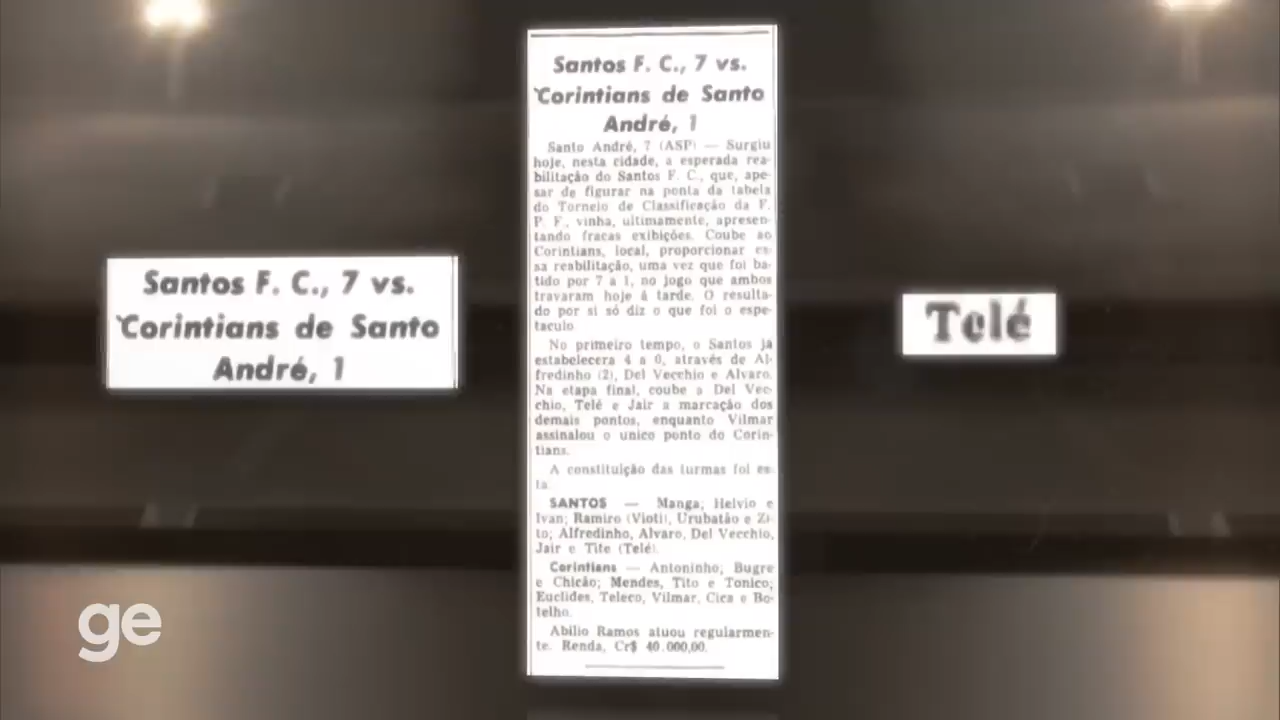 Santos F. C., 7 vs.
Corintians de Santo
André, 1
Santos F. C., 7 vs.
Corintians de Santo
André, 1
Santo André, 7 (ASP) — Surgiu
hoje, nesta cidade, a esperada rea-
bilitação do Santos F. C., que, ape-
sar de figurar na ponta da tabela
do Torneio de Classificação da F.
P. F., vinha, ultimamente, apresen-
tando fracas exibições. Coube ao
Corintians, local, proporcionar es-
sa reabilitação, uma vez que foi ba-
tido por 7 a 1, no jogo que ambos
travaram hoje à tarde. O resulta-
do por si só diz o que foi o espe-
taculo
No primeiro tempo, o Santos já
estabelecera 4 a 0, através de Al-
fredinho (2), Del Vecchio e Alvaro.
Na etapa final, coube a Del Vec-
chio, Telé e Jair a marcação dos
demais pontos, enquanto Vilmar
assinalou o unico ponto do Corin-
tians.
A constituição das turmas foi es-
ta
SANTOS — Manga; Helvio e
Ivan; Ramiro (Vioti), Urubatão e Zi-
to; Alfredinho, Alvaro, Del Vecchio,
Jair e Tite (Telé).
Corintians — Antoninho; Bugre
e Chicão; Mendes, Tito e Tonico;
Euclides, Teleco, Vilmar, Cica e Bo-
telho.
Abilio Ramos atuou regularmen-
te. Renda, Cr$ 40.000,00.
Telé
ge